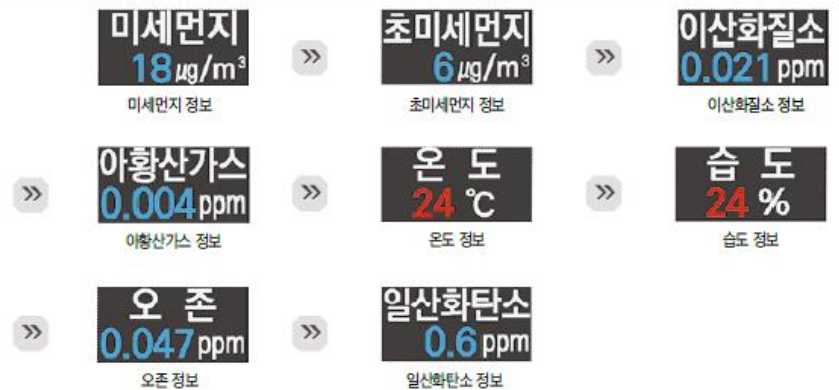 미세먼지
18 µg/m³
미세먼지 정보
»
초미세먼지
6 µg/m³
초미세먼지 정보
»
이산화질소
0.021 ppm
이산화질소 정보
»
아황산가스
0.004 ppm
아황산가스 정보
»
온 도
24 ℃
온도 정보
»
습 도
24 %
습도 정보
»
오 존
0.047 ppm
오존 정보
»
일산화탄소
0.6 ppm
일산화탄소 정보